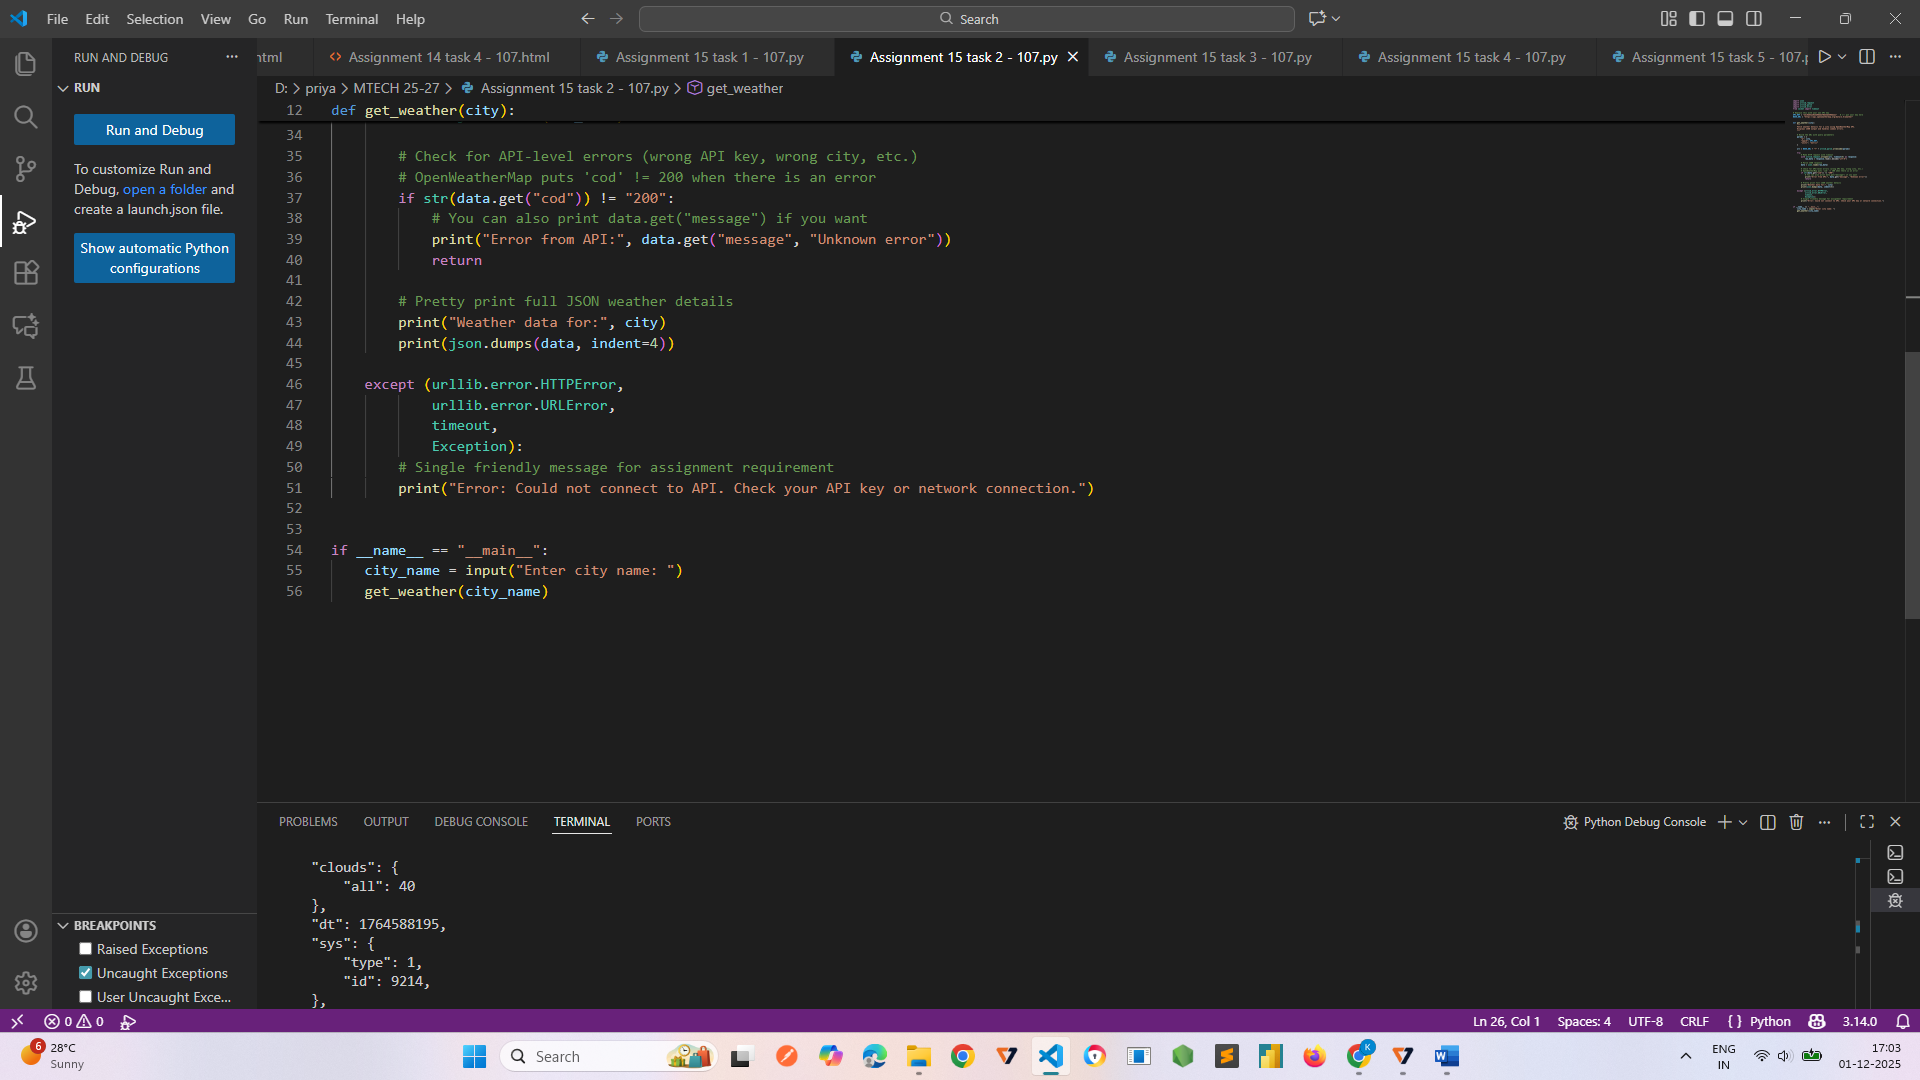 File Edit Selection View Go Run Terminal Help
Search
RUN AND DEBUG
html
Assignment 14 task 4 - 107.html
Assignment 15 task 1 - 107.py
Assignment 15 task 2 - 107.py
Assignment 15 task 3 - 107.py
Assignment 15 task 4 - 107.py
Assignment 15 task 5 - 107.p
RUN
Run and Debug
To customize Run and
Debug, open a folder and
create a launch.json file.
Show automatic Python
configurations
D: > priya > MTECH 25-27 > Assignment 15 task 2 - 107.py > get_weather
12 def get_weather(city):
34
35 # Check for API-level errors (wrong API key, wrong city, etc.)
36 # OpenWeatherMap puts 'cod' != 200 when there is an error
37 if str(data.get("cod")) != "200":
38 # You can also print data.get("message") if you want
39 print("Error from API:", data.get("message", "Unknown error"))
40 return
41
42 # Pretty print full JSON weather details
43 print("Weather data for:", city)
44 print(json.dumps(data, indent=4))
45
46 except (urllib.error.HTTPError,
47 urllib.error.URLError,
48 timeout,
49 Exception):
50 # Single friendly message for assignment requirement
51 print("Error: Could not connect to API. Check your API key or network connection.")
52
53
54 if __name__ == "__main__":
55 city_name = input("Enter city name: ")
56 get_weather(city_name)
PROBLEMS OUTPUT DEBUG CONSOLE TERMINAL PORTS
Python Debug Console
"clouds": {
"all": 40
},
"dt": 1764588195,
"sys": {
"type": 1,
"id": 9214,
},
BREAKPOINTS
Raised Exceptions
Uncaught Exceptions
User Uncaught Exce...
0 0
Ln 26, Col 1 Spaces: 4 UTF-8 CRLF { } Python 3.14.0
6
28°C
Sunny
Search
K
ENG
IN
17:03
01-12-2025